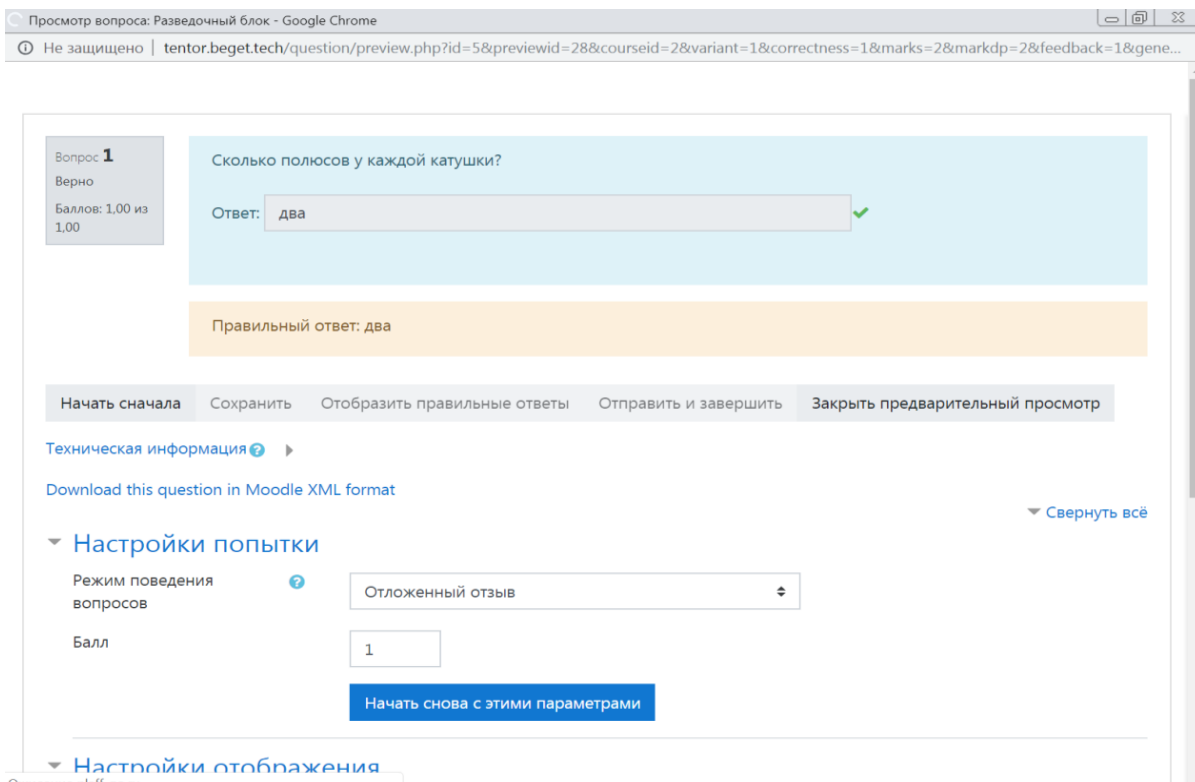 Просмотр вопроса: Разведочный блок - Google Chrome
Не защищено | tentor.beget.tech/question/preview.php?id=5&previewid=28&courseid=2&variant=1&correctness=1&marks=2&markdp=2&feedback=1&gene...
Вопрос 1
Верно
Баллов: 1,00 из
1,00
Сколько полюсов у каждой катушки?
Ответ: два
Правильный ответ: два
Начать сначала Сохранить Отобразить правильные ответы Отправить и завершить Закрыть предварительный просмотр
Техническая информация
Download this question in Moodle XML format
Свернуть всё
Настройки попытки
Режим поведения
вопросов
Отложенный отзыв
Балл
1
Начать снова с этими параметрами
Настройки отображения